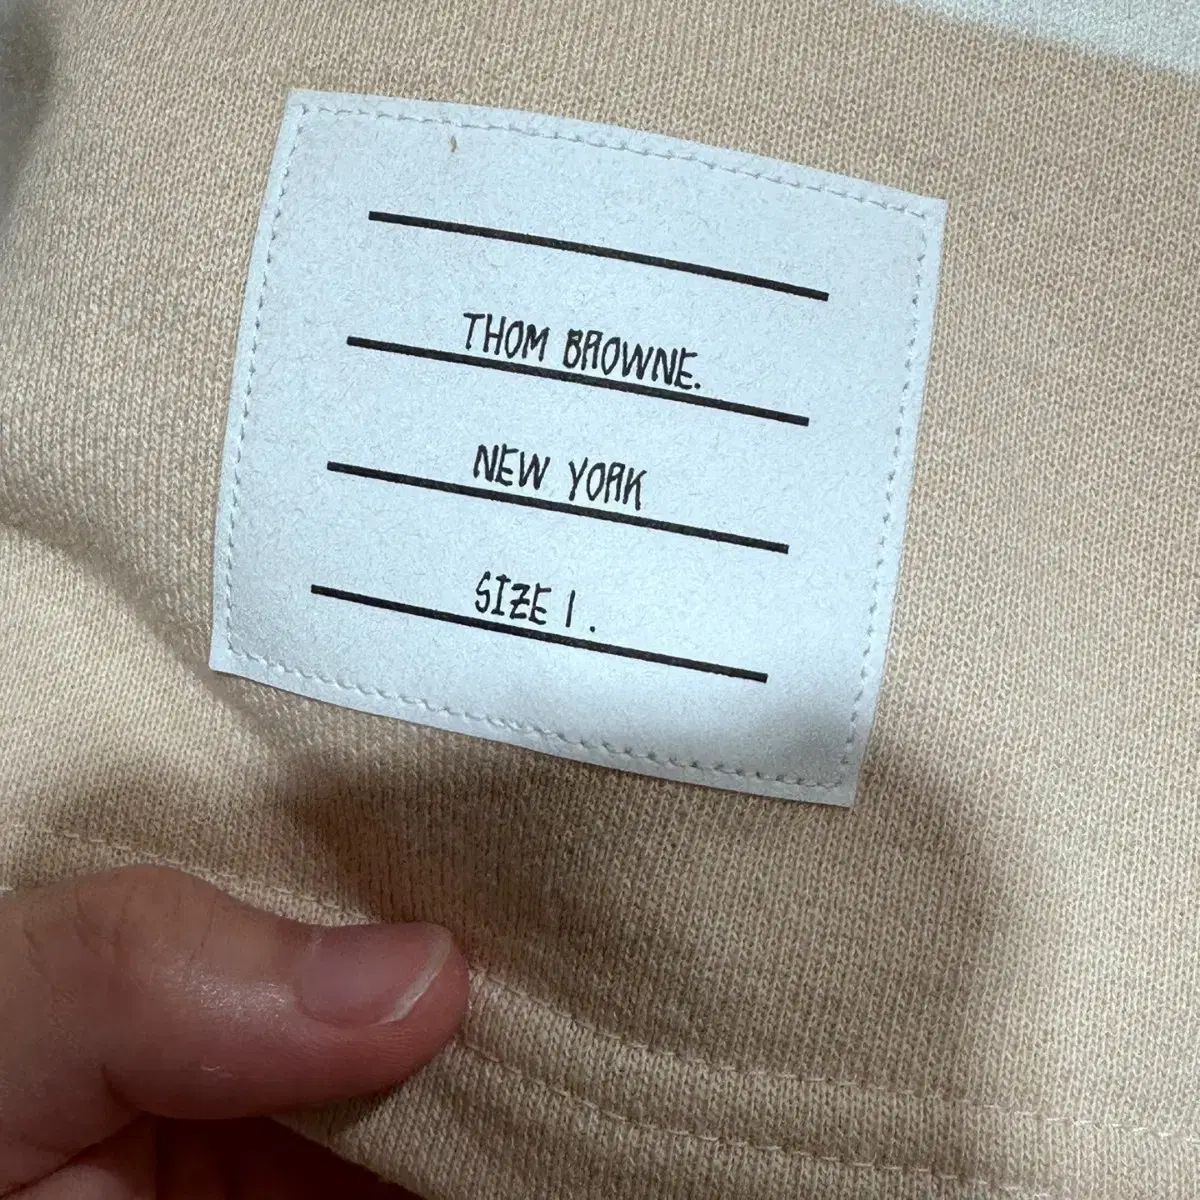 THOM BROWNE.
NEW YORK
SIZE 1.